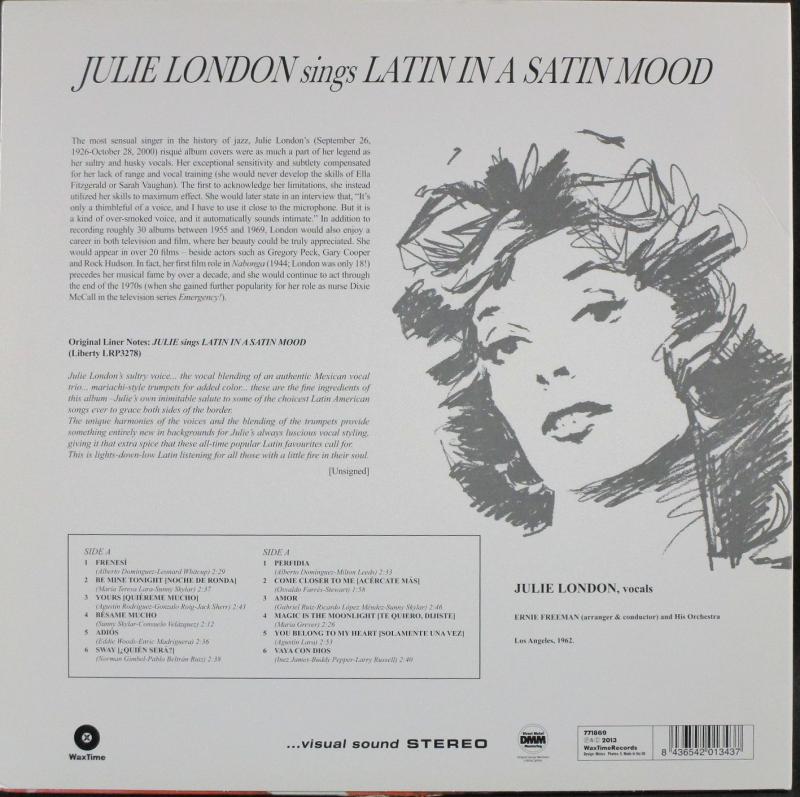 JULIE LONDON sings LATIN IN A SATIN MOOD
The most sensual singer in the history of jazz, Julie London's (September 26,
1926-October 28, 2000) risqué album covers were as much a part of her legend as
her sultry and husky vocals. Her exceptional sensitivity and subtlety compensated
for her lack of range and vocal training (she would never develop the skills of Ella
Fitzgerald or Sarah Vaughan). The first to acknowledge her limitations, she instead
utilized her skills to maximum effect. She would later state in an interview that, "It's
only a thimbleful of a voice, and I have to use it close to the microphone. But it is
a kind of over-smoked voice, and it automatically sounds intimate." In addition to
recording roughly 30 albums between 1955 and 1969, London would also enjoy a
career in both television and film, where her beauty could be truly appreciated. She
would appear in over 20 films – beside actors such as Gregory Peck, Gary Cooper
and Rock Hudson. In fact, her first film role in Nabonga (1944; London was only 18!)
precedes her musical fame by over a decade, and she would continue to act through
the end of the 1970s (when she gained further popularity for her role as nurse Dixie
McCall in the television series Emergency!).
Original Liner Notes: JULIE sings LATIN IN A SATIN MOOD
(Liberty LRP3278)
Julie London's sultry voice... the vocal blending of an authentic Mexican vocal
trio... mariachi-style trumpets for added color... these are the fine ingredients of
this album –Julie's own inimitable salute to some of the choicest Latin American
songs ever to grace both sides of the border.
The unique harmonies of the voices and the blending of the trumpets provide
something entirely new in backgrounds for Julie's always luscious vocal styling,
giving it that extra spice that these all-time popular Latin favourites call for.
This is lights-down-low Latin listening for all those with a little fire in their soul.
[Unsigned]
SIDE A
1 FRENESÍ
(Alberto Domínguez-Leonard Whitcup) 2:29
2 BE MINE TONIGHT [NOCHE DE RONDA]
(María Teresa Lara-Sunny Skylar) 2:37
3 YOURS [QUIÉREME MUCHO]
(Agustín Rodríguez-Gonzalo Roig-Jack Sherr) 2:43
4 BÉSAME MUCHO
(Sunny Skylar-Consuelo Velázquez) 2:12
5 ADIÓS
(Eddie Woods-Enric Madriguera) 2:36
6 SWAY [¿QUIÉN SERÁ?]
(Norman Gimbel-Pablo Beltrán Ruiz) 2:38
SIDE A
1 PERFIDIA
(Alberto Domínguez-Milton Leeds) 2:33
2 COME CLOSER TO ME [ACÉRCATE MÁS]
(Osvaldo Farrés-Stewart) 1:58
3 AMOR
(Gabriel Ruiz-Ricardo López Méndez-Sunny Skylar) 2:46
4 MAGIC IS THE MOONLIGHT [TE QUIERO, DIJISTE]
(María Grever) 2:26
5 YOU BELONG TO MY HEART [SOLAMENTE UNA VEZ]
(Agustín Lara) 2:53
6 VAYA CON DIOS
(Inez James-Buddy Pepper-Larry Russell) 2:40
JULIE LONDON, vocals
ERNIE FREEMAN (arranger & conductor) and His Orchestra
Los Angeles, 1962.
WaxTime
...visual sound STEREO
Direct Metal
DMM
Mastering
771869
℗&© 2013
WaxTimeRecords
8 436542 013437